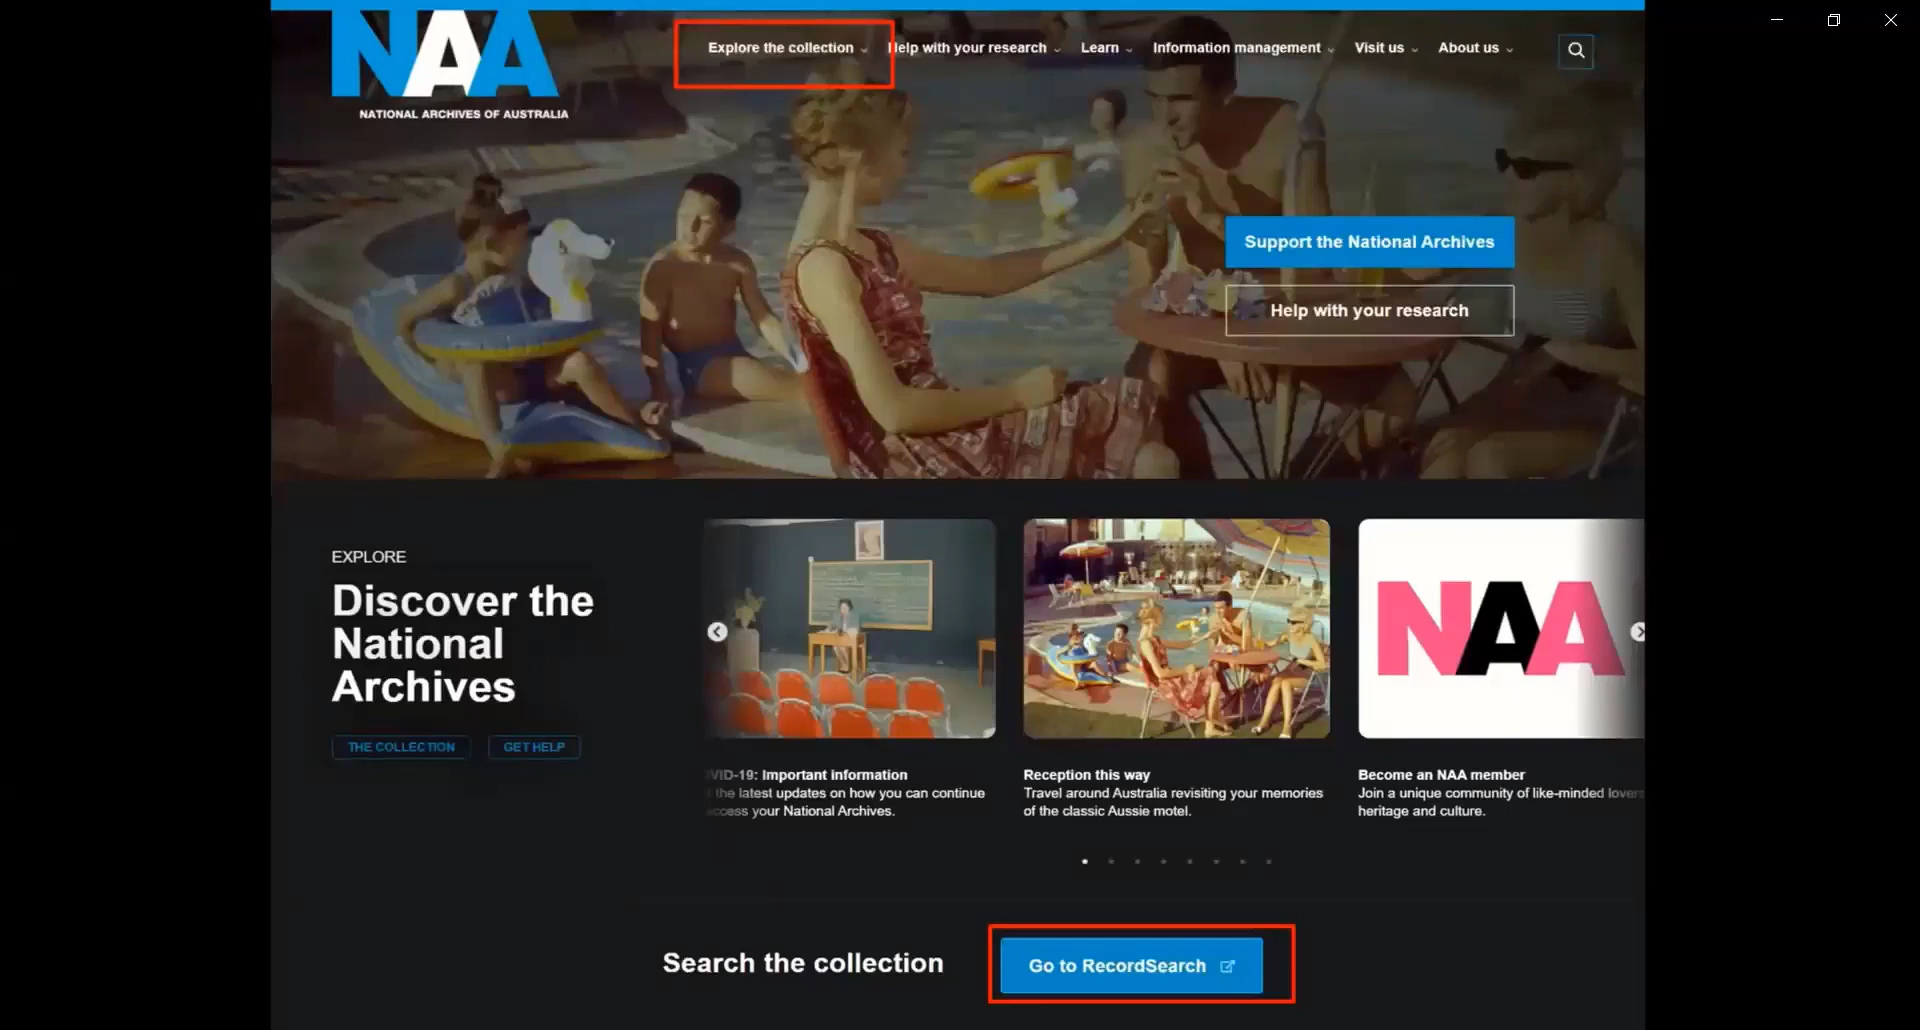 NAA
NATIONAL ARCHIVES OF AUSTRALIA
Explore the collection
Help with your research
Learn
Information management
Visit us
About us
Support the National Archives
Help with your research
EXPLORE
Discover the
National
Archives
THE COLLECTION
GET HELP
VID-19: Important information
the latest updates on how you can continue
access your National Archives.
Reception this way
Travel around Australia revisiting your memories
of the classic Aussie motel.
NAA
Become an NAA member
Join a unique community of like-minded lovers
heritage and culture.
Search the collection
Go to RecordSearch